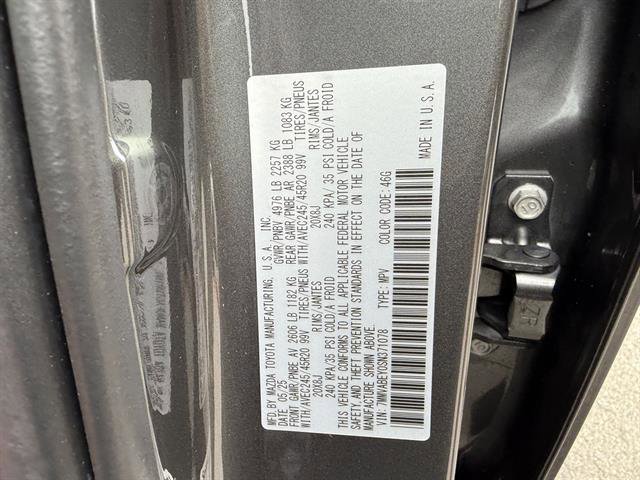 MFD.BY MAZDA TOYOTA MANUFACTURING, U.S.A. INC.
DATE 06/25 GVWR/PNBV 4976 LB 2257 KG
FRONT GAWR/PNBE AV 2606 LB 1182 KG REAR GAWR/PNBE AR 2388 LB 1083 KG
WITH/AVEC245/45R20 99V TIRES/PNEUS WITH/AVEC245/45R20 99V TIRES/PNEUS
20X8J RIMS/JANTES 20X8J RIMS/JANTES
240 KPA/ 35 PSI COLD/A FROID 240 KPA/ 35 PSI COLD/A FROID
THIS VEHICLE CONFORMS TO ALL APPLICABLE FEDERAL MOTOR VEHICLE
SAFETY AND THEFT PREVENTION STANDARDS IN EFFECT ON THE DATE OF
MANUFACTURE SHOWN ABOVE.
VIN: 7MMVABEY0SN371078 TYPE: MPV COLOR CODE: 46G
MADE IN U.S.A.
ZR